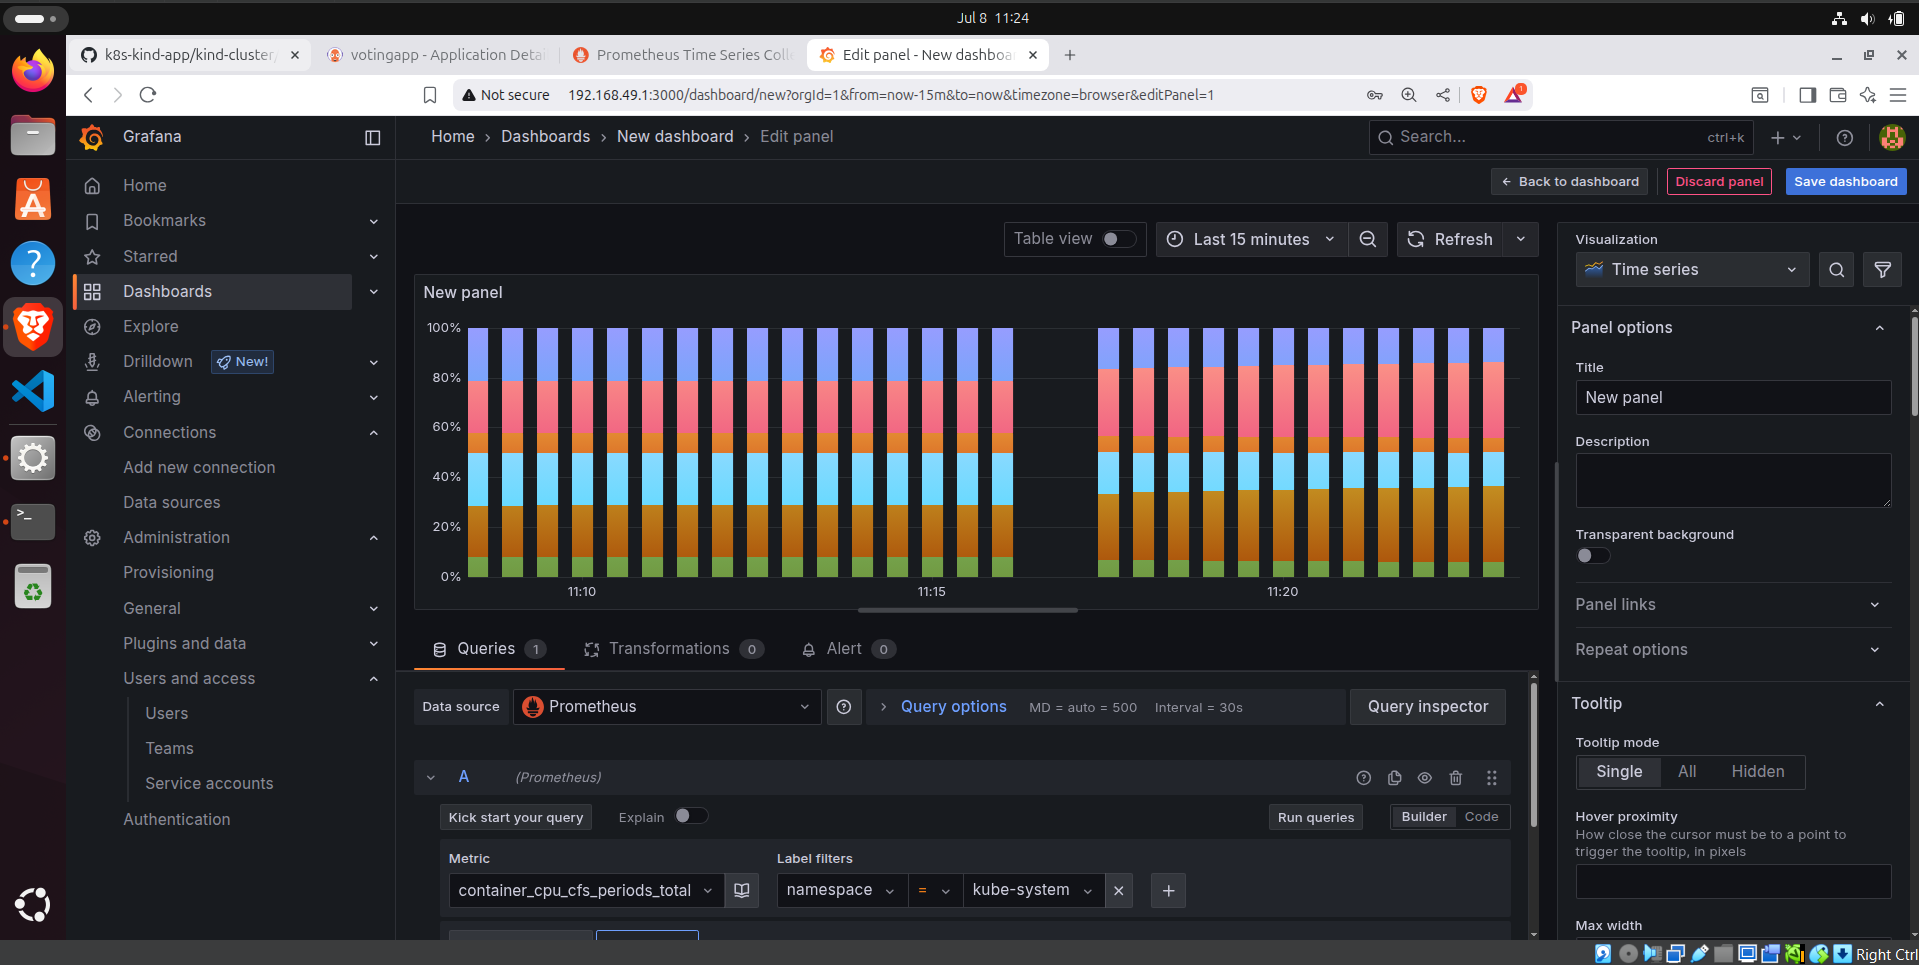 Jul 8 11:24
k8s-kind-app/kind-cluster/
votingapp - Application Detai
Prometheus Time Series Coll
Edit panel - New dashboa
Not secure
192.168.49.1:3000/dashboard/new?orgId=1&from=now-15m&to=now&timezone=browser&editPanel=1
1
Grafana
Home › Dashboards › New dashboard › Edit panel
Search...
ctrl+k
Back to dashboard
Discard panel
Save dashboard
Home
Bookmarks
Starred
Dashboards
Explore
Drilldown
New!
Alerting
Connections
Add new connection
Data sources
Administration
Provisioning
General
Plugins and data
Users and access
Users
Teams
Service accounts
Authentication
Table view
Last 15 minutes
Refresh
New panel
100%
80%
60%
40%
20%
0%
11:10
11:15
11:20
Queries 1
Transformations 0
Alert 0
Data source
Prometheus
Query options
MD = auto = 500
Interval = 30s
Query inspector
A
(Prometheus)
Kick start your query
Explain
Run queries
Builder
Code
Metric
Label filters
container_cpu_cfs_periods_total
namespace
=
kube-system
Visualization
Time series
Panel options
Title
New panel
Description
Transparent background
Panel links
Repeat options
Tooltip
Tooltip mode
Single
All
Hidden
Hover proximity
How close the cursor must be to a point to
trigger the tooltip, in pixels
Max width
Right Ctrl